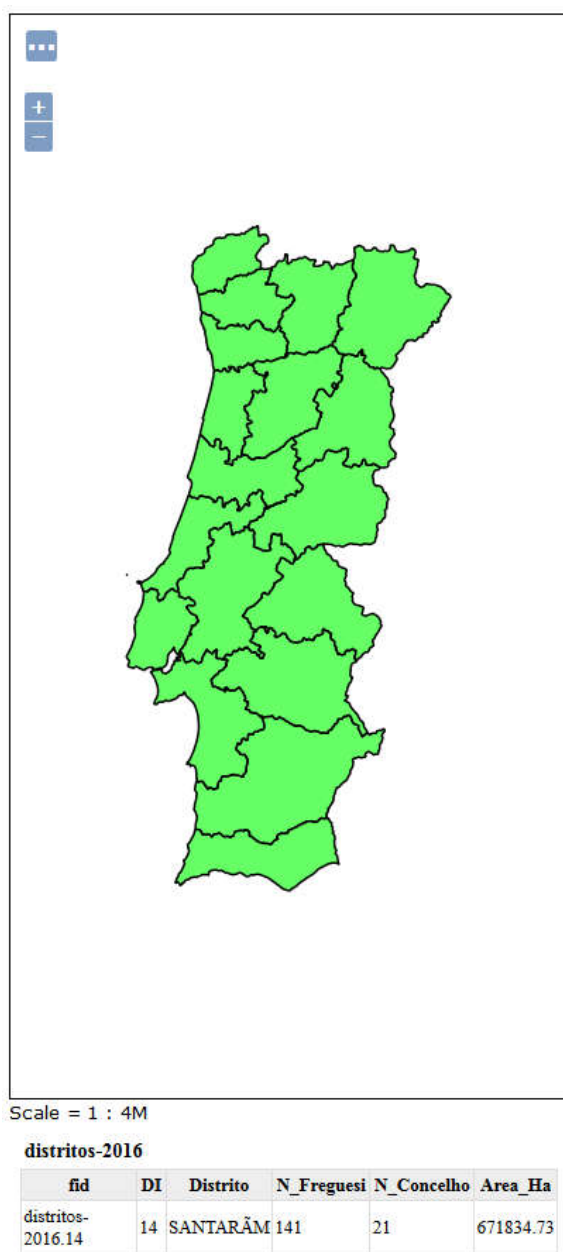 ...
+
−
Scale = 1 : 4M
distritos-2016
fid DI Distrito N_Freguesi N_Concelho Area_Ha
distritos-
2016.14 14 SANTARÃM 141 21 671834.73